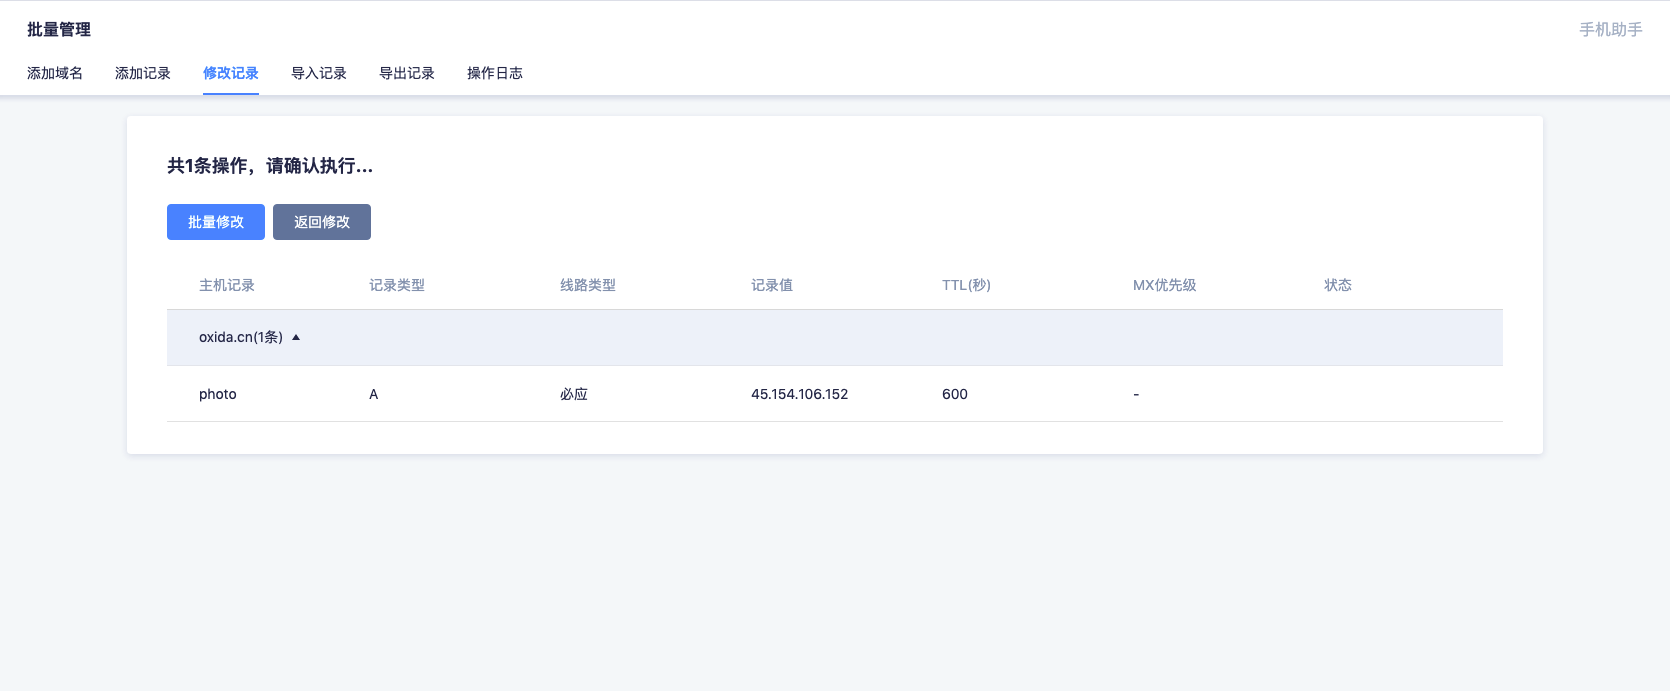 批量管理
手机助手
添加域名 添加记录 修改记录 导入记录 导出记录 操作日志
共1条操作，请确认执行...
批量修改 返回修改
主机记录 记录类型 线路类型 记录值 TTL(秒) MX优先级 状态
oxida.cn(1条)
photo A 必应 45.154.106.152 600 -